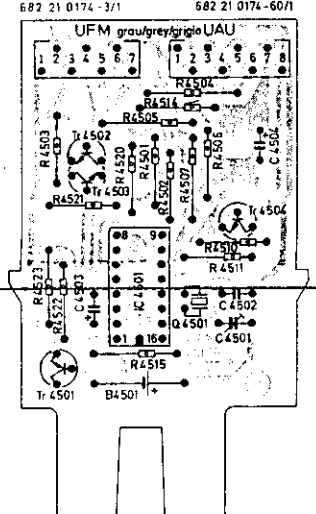 682 21 0174 -3/1 682 21 0174-60/1
UFM grau/grey/grigio UAU
1 2 3 4 5 6 7 1 2 3 4 5 6 7 8
R4504
R4514
R4505
Tr4502
R4503
R4520
R4501
R4502
R4507
R4506
C4504
Tr4503
R4521
Tr4504
8 9
R4510
R4511
R4523
R4522
C4503
+
IC4501
Q4501
C4502
C4501
1 16
R4515
Tr4501
B4501
+